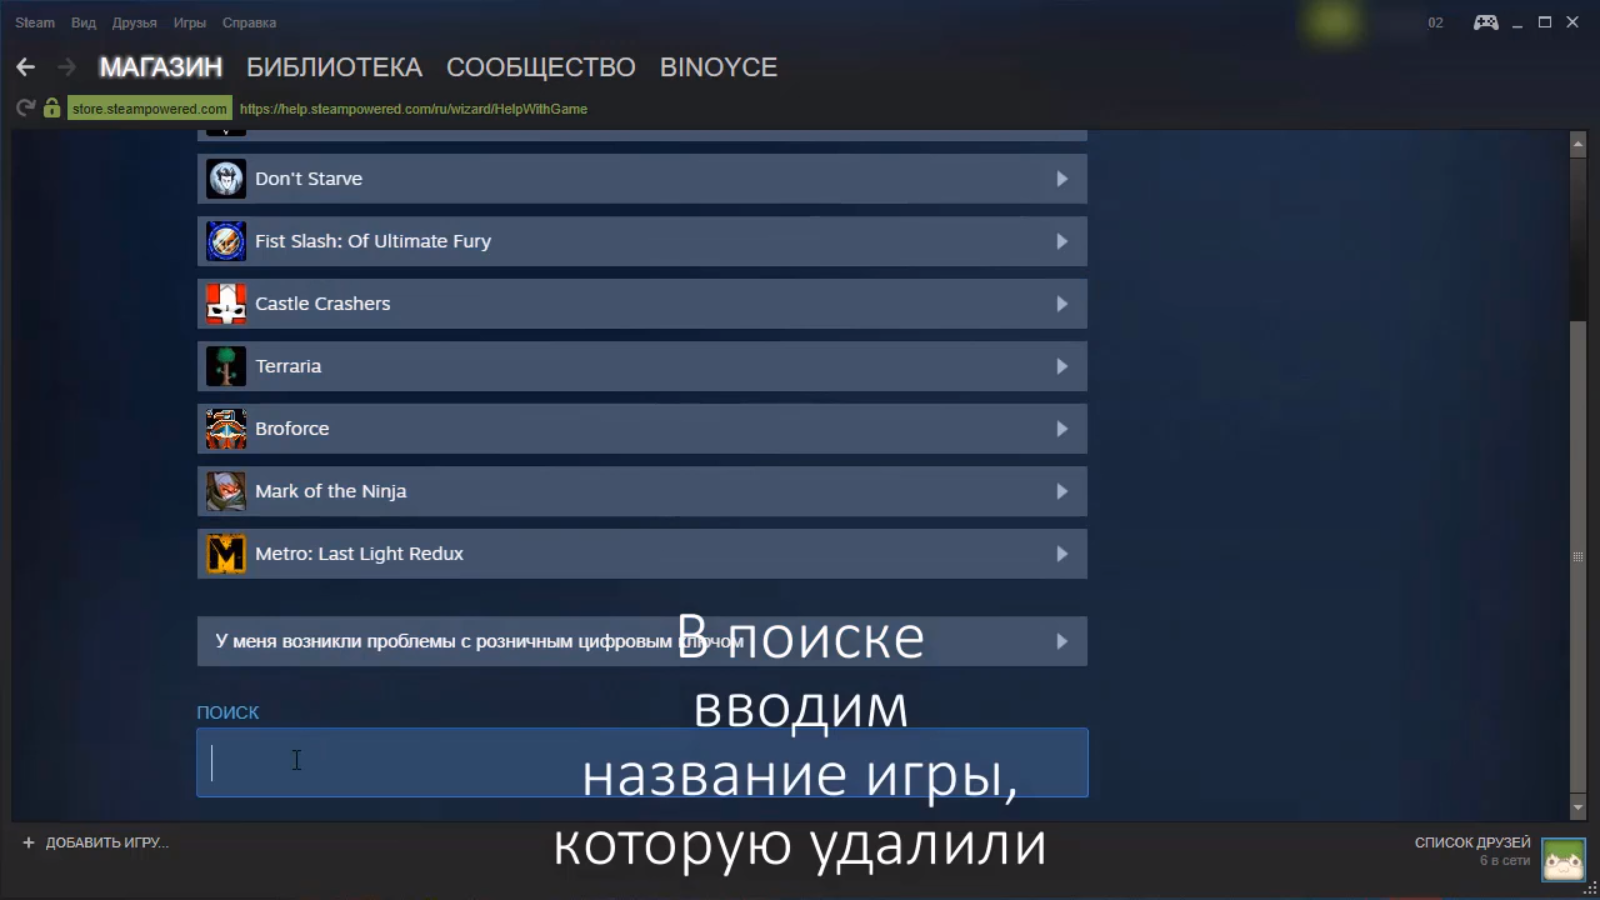 Steam Вид Друзья Игры Справка 02
МАГАЗИН БИБЛИОТЕКА СООБЩЕСТВО BINOYCE
store.steampowered.com https://help.steampowered.com/ru/wizard/HelpWithGame
Don't Starve
Fist Slash: Of Ultimate Fury
Castle Crashers
Terraria
Broforce
Mark of the Ninja
Metro: Last Light Redux
У меня возникли проблемы с розничным цифровым ключом
ПОИСК
В поиске
вводим
название игры,
которую удалили
+ ДОБАВИТЬ ИГРУ...
СПИСОК ДРУЗЕЙ
6 в сети